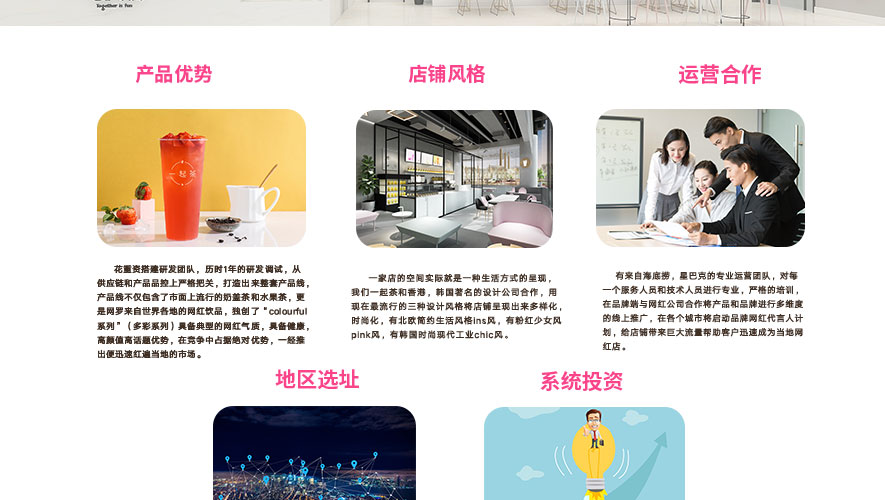 Together is fun
产品优势
店铺风格
运营合作
一起茶
花重资搭建研发团队，历时1年的研发调试，从
供应链和产品品控上严格把关，打造出来整套产品线，
产品线不仅包含了市面上流行的奶盖茶和水果茶，更
是网罗来自世界各地的网红饮品，独创了“colourful
系列”（多彩系列）具备典型的网红气质，具备健康，
高颜值高话题优势，在竞争中占据绝对优势，一经推
出便迅速红遍当地的市场。
一家店的空间实际就是一种生活方式的呈现，
我们一起茶和香港，韩国著名的设计公司合作，用
现在最流行的三种设计风格将店铺呈现出来多样化，
时尚化，有北欧简约生活风格ins风，有粉红少女风
pink风，有韩国时尚现代工业chic风。
有来自海底捞，星巴克的专业运营团队，对每
一个服务人员和技术人员进行专业，严格的培训，
在品牌端与网红公司合作将产品和品牌进行多维度
的线上推广，在各个城市将启动品牌网红代言人计
划，给店铺带来巨大流量帮助客户迅速成为当地网
红店。
地区选址
系统投资